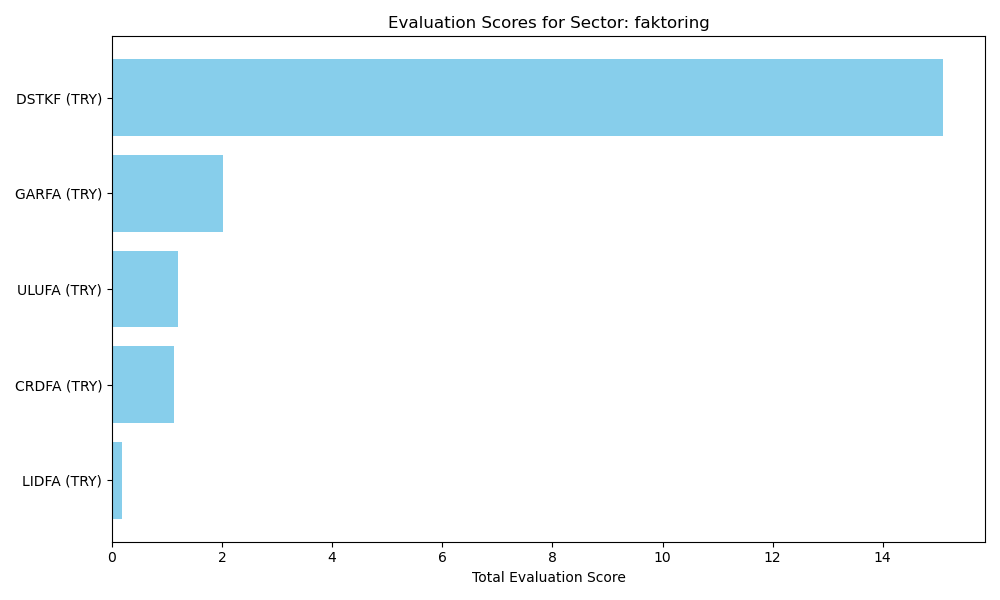 Evaluation Scores for Sector: faktoring
DSTKF (TRY)
GARFA (TRY)
ULUFA (TRY)
CRDFA (TRY)
LIDFA (TRY)
0 2 4 6 8 10 12 14
Total Evaluation Score